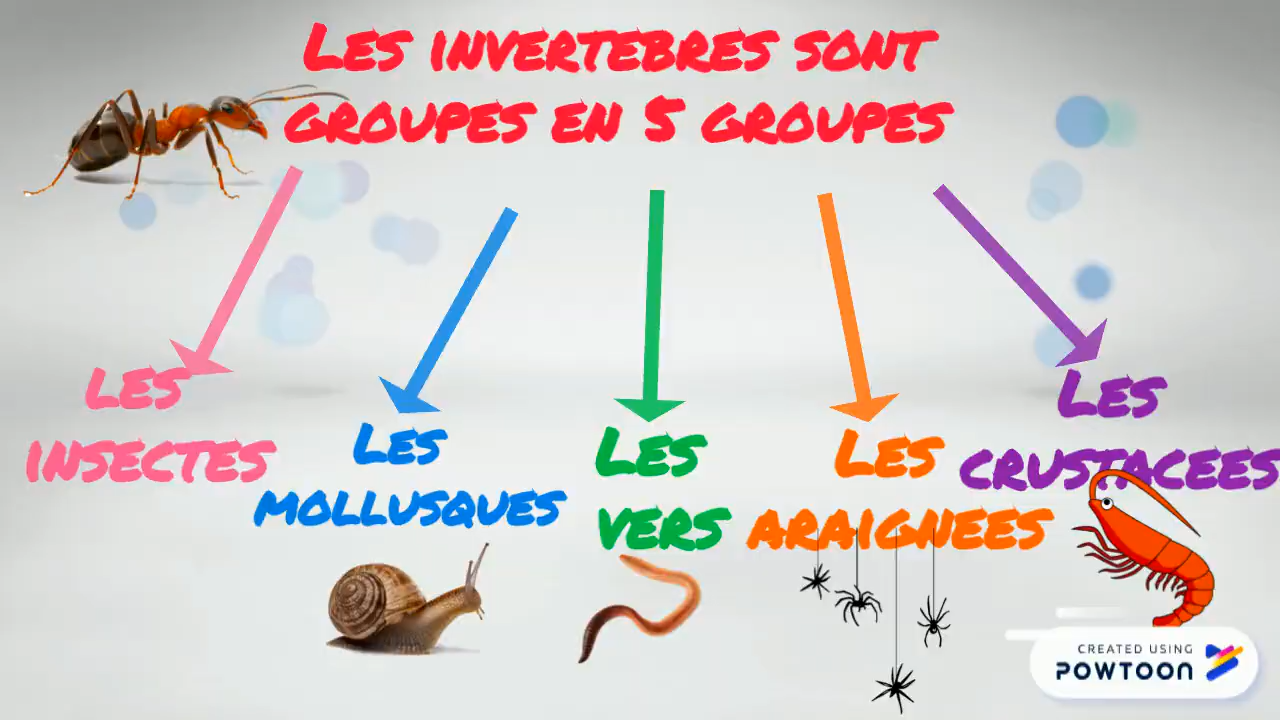 LES INVERTEBRES SONT
GROUPES EN 5 GROUPES
LES
INSECTES
LES
MOLLUSQUES
LES
VERS
LES
ARAIGNEES
LES
CRUSTACEES
CREATED USING
POWTOON